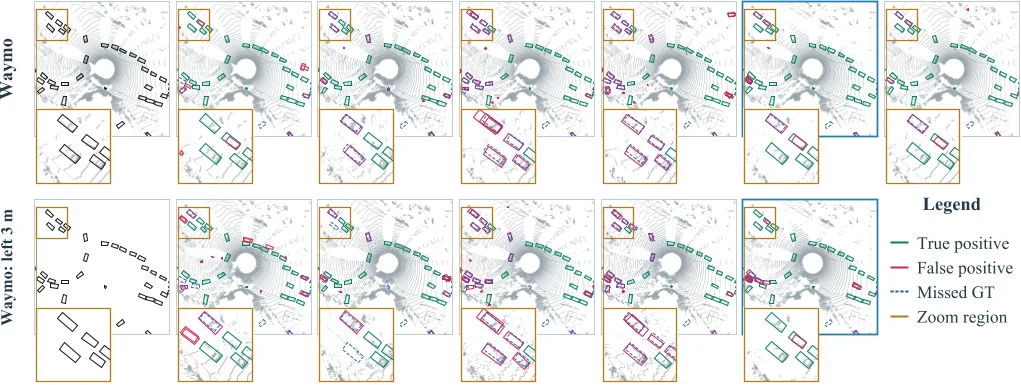 Waymo
Waymo: left 3 m
Legend
True positive
False positive
Missed GT
Zoom region